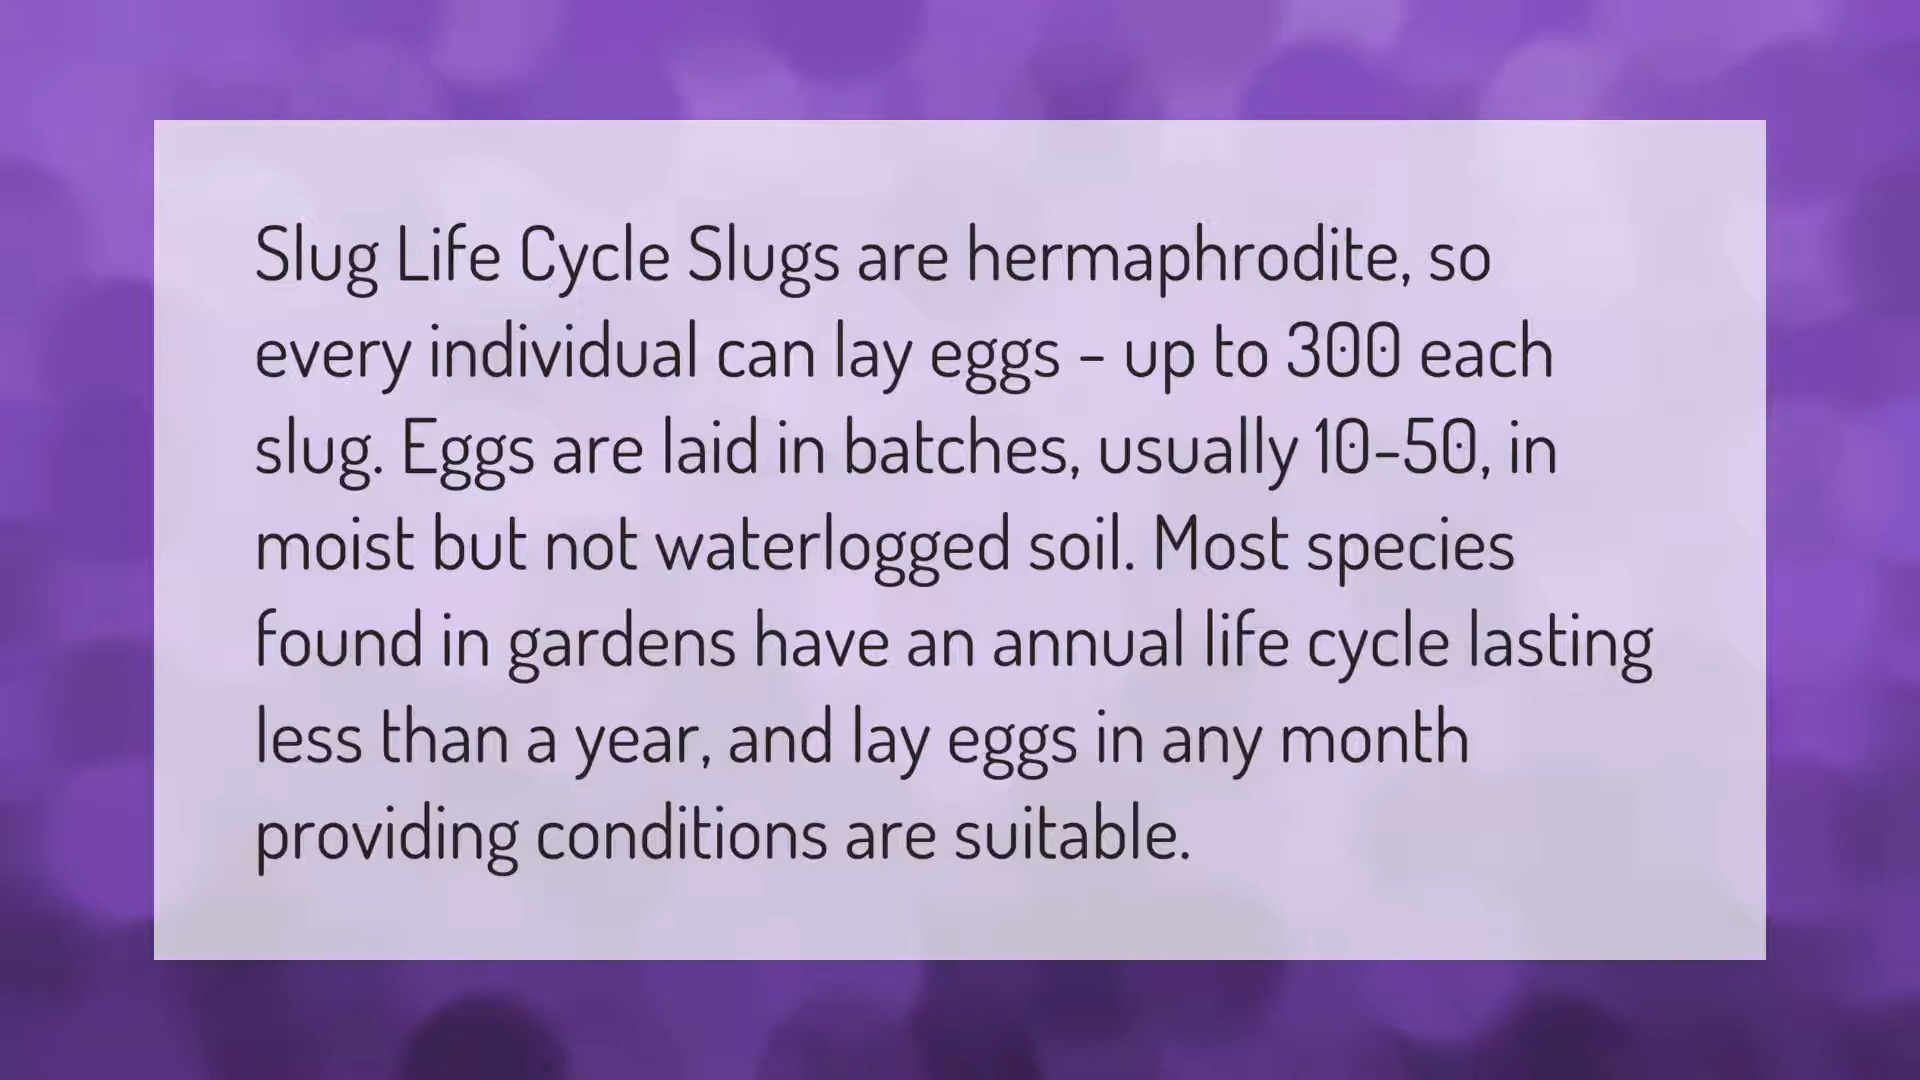 Slug Life Cycle Slugs are hermaphrodite, so
every individual can lay eggs - up to 300 each
slug. Eggs are laid in batches, usually 10-50, in
moist but not waterlogged soil. Most species
found in gardens have an annual life cycle lasting
less than a year, and lay eggs in any month
providing conditions are suitable.